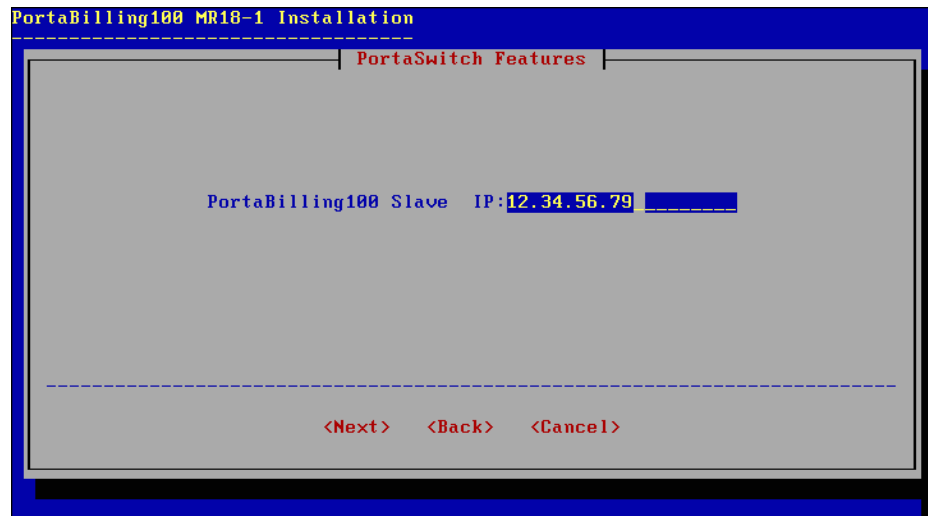 PortaBilling100 MR18-1 Installation
PortaSwitch Features
PortaBilling100 Slave IP:12.34.56.79
<Next> <Back> <Cancel>